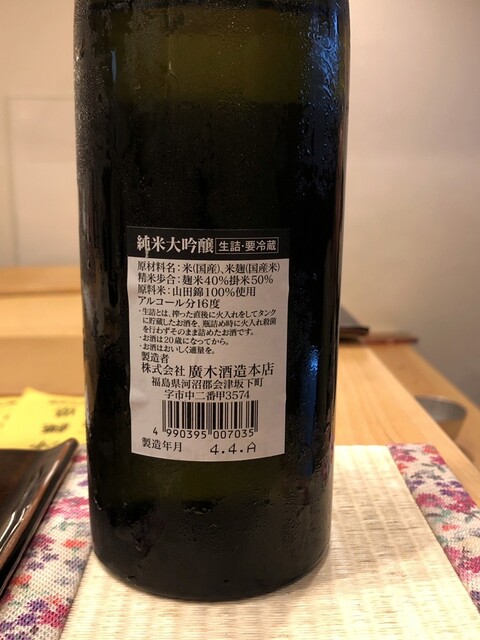 純米大吟醸 生詰・要冷蔵
原材料名：米(国産)、米麹(国産米)
精米歩合：麹米40%掛米50%
原料米：山田錦100%使用
アルコール分16度
・生詰とは、搾った直後に火入れをしてタンク
に貯蔵したお酒を、瓶詰め時に火入れ殺菌
を行わずそのまま詰めたお酒です。
・お酒は20歳になってから。
・お酒はおいしく適量を。
製造者
株式会社 廣木酒造本店
福島県河沼郡会津坂下町
字市中二番甲3574
4 990395 007035
製造年月 4.4.A